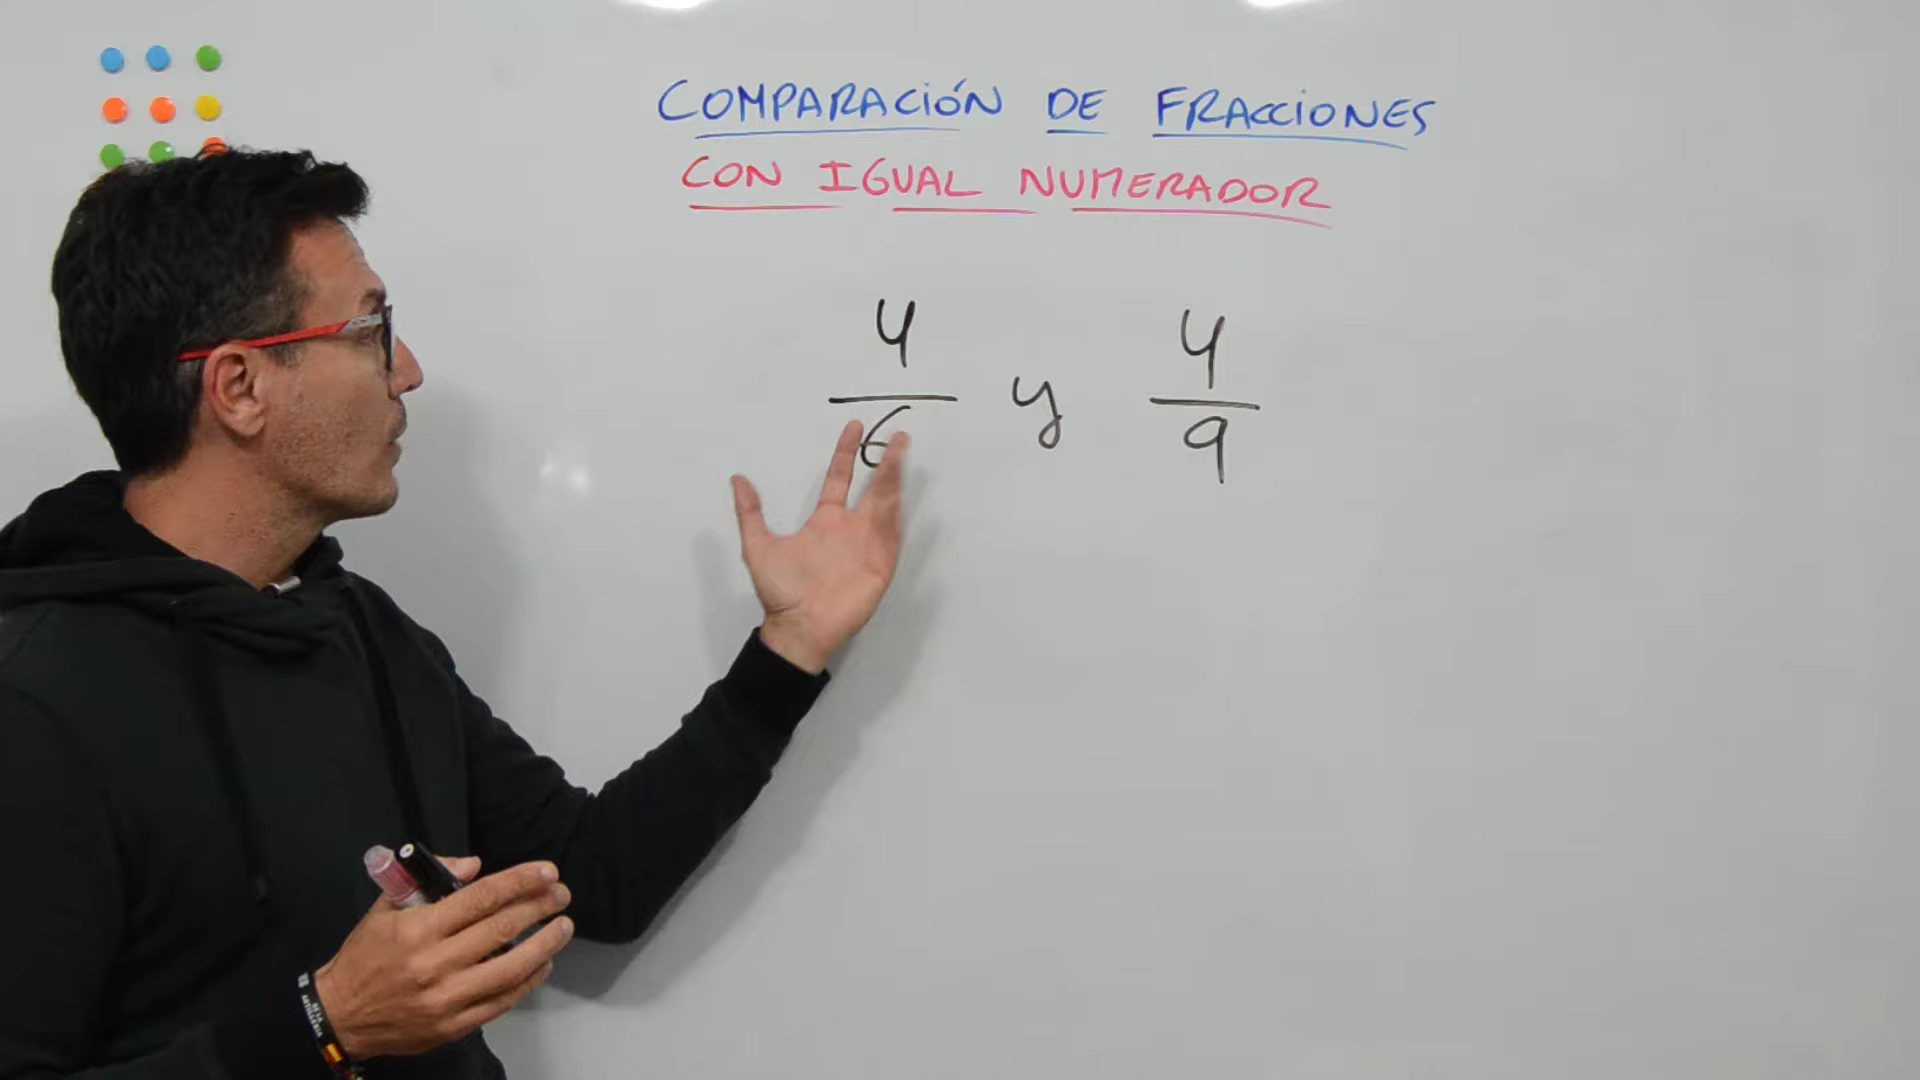 COMPARACIÓN DE FRACCIONES
CON IGUAL NUMERADOR
4/6 y 4/9